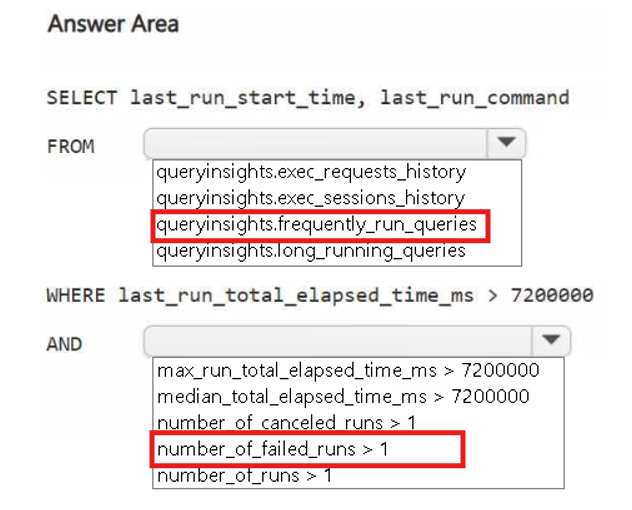 Answer Area
SELECT last_run_start_time, last_run_command
FROM
queryinsights.exec_requests_history
queryinsights.exec_sessions_history
queryinsights.frequently_run_queries
queryinsights.long_running_queries
WHERE last_run_total_elapsed_time_ms > 7200000
AND
max_run_total_elapsed_time_ms > 7200000
median_total_elapsed_time_ms > 7200000
number_of_canceled_runs > 1
number_of_failed_runs > 1
number_of_runs > 1